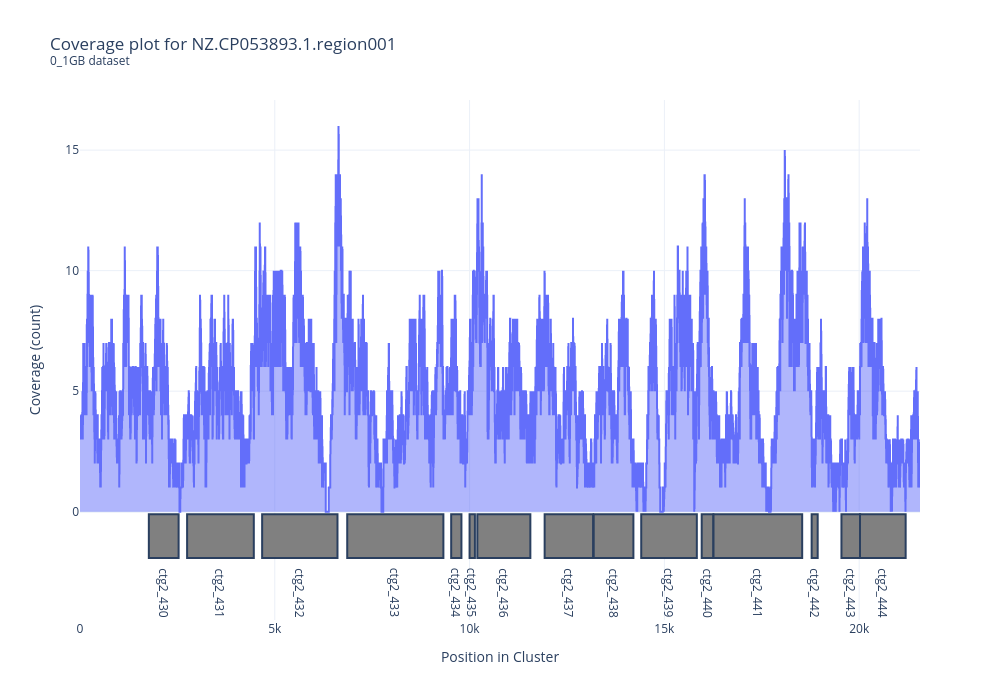 Coverage plot for NZ.CP053893.1.region001
0_1GB dataset
Coverage (count)
15
10
5
0
ctg2_430
ctg2_431
ctg2_432
ctg2_433
ctg2_434
ctg2_435
ctg2_436
ctg2_437
ctg2_438
ctg2_439
ctg2_440
ctg2_441
ctg2_442
ctg2_443
ctg2_444
0
5k
10k
15k
20k
Position in Cluster